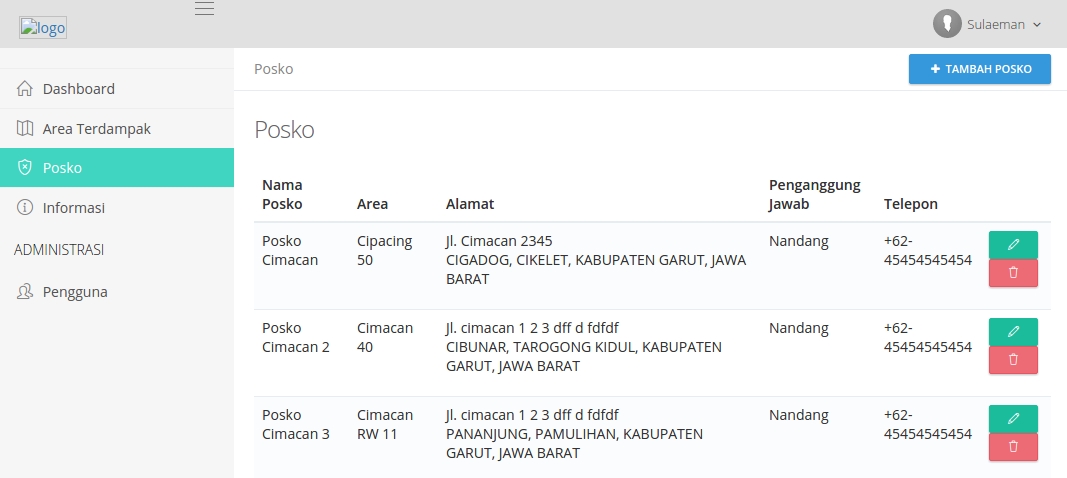 logo
Sulaeman
Dashboard
Area Terdampak
Posko
Informasi
ADMINISTRASI
Pengguna
Posko
TAMBAH POSKO
Posko
Nama Posko
Area
Alamat
Penganggung Jawab
Telepon
Posko Cimacan
Cipacing 50
Jl. Cimacan 2345
CIGADOG, CIKELET, KABUPATEN GARUT, JAWA
BARAT
Nandang
+62-
45454545454
Posko Cimacan 2
Cimacan 40
Jl. cimacan 1 2 3 dff d fdfdf
CIBUNAR, TAROGONG KIDUL, KABUPATEN
GARUT, JAWA BARAT
Nandang
+62-
45454545454
Posko Cimacan 3
Cimacan RW 11
Jl. cimacan 1 2 3 dff d fdfdf
PANANJUNG, PAMULIHAN, KABUPATEN
GARUT, JAWA BARAT
Nandang
+62-
45454545454